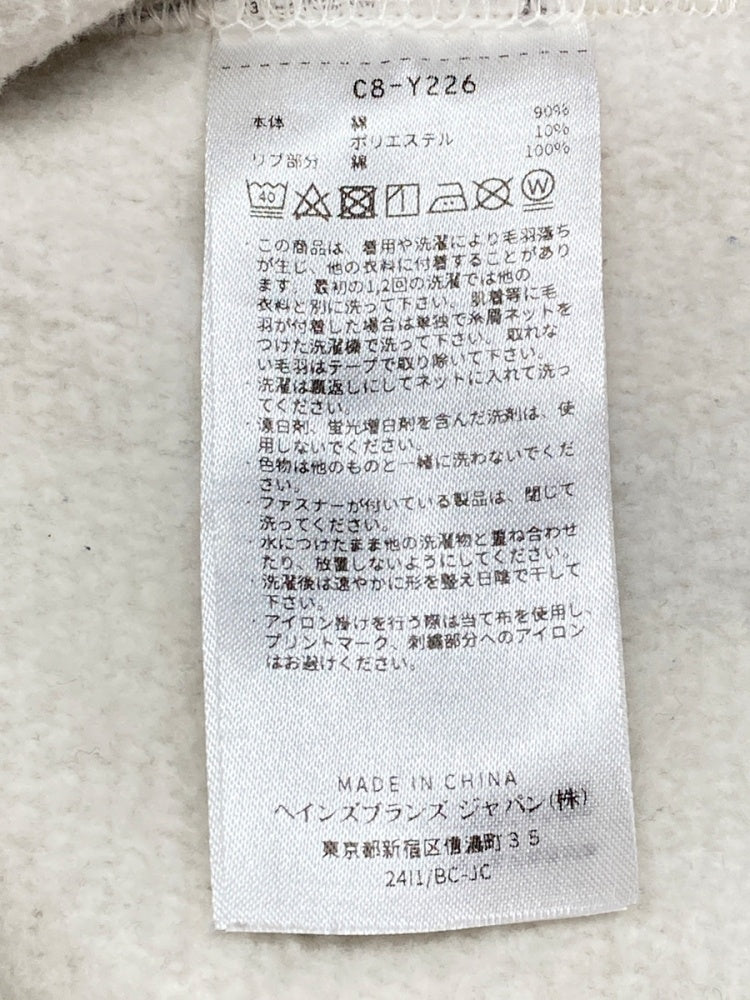 C8-Y226
本体 綿 90%
ポリエステル 10%
リブ部分 綿 100%
40
W
・この商品は、着用や洗濯により毛羽落ち
が生じ、他の衣料に付着することがあり
ます。最初の1,2回の洗濯では他の
衣料と別に洗って下さい。肌着等に毛
羽が付着した場合は単独で糸屑ネットを
つけた洗濯機で洗って下さい。取れな
い毛羽はテープで取り除いて下さい。
・洗濯は裏返しにしてネットに入れて洗っ
てください。
・漂白剤、蛍光増白剤を含んだ洗剤は、使
用しないでください。
・色物は他のものと一緒に洗わないでくだ
さい。
・ファスナーが付いている製品は、閉じて
洗ってください。
・水につけたまま他の洗濯物と重ね合わせ
たり、放置しないようにしてください。
・洗濯後は速やかに形を整え日陰で干して
下さい。
・アイロン掛けを行う際は当て布を使用し、
プリントマーク、刺繍部分へのアイロン
はお避けください。
MADE IN CHINA
ヘインズブランズ ジャパン(株)
東京都新宿区信濃町35
2411/BC-JC